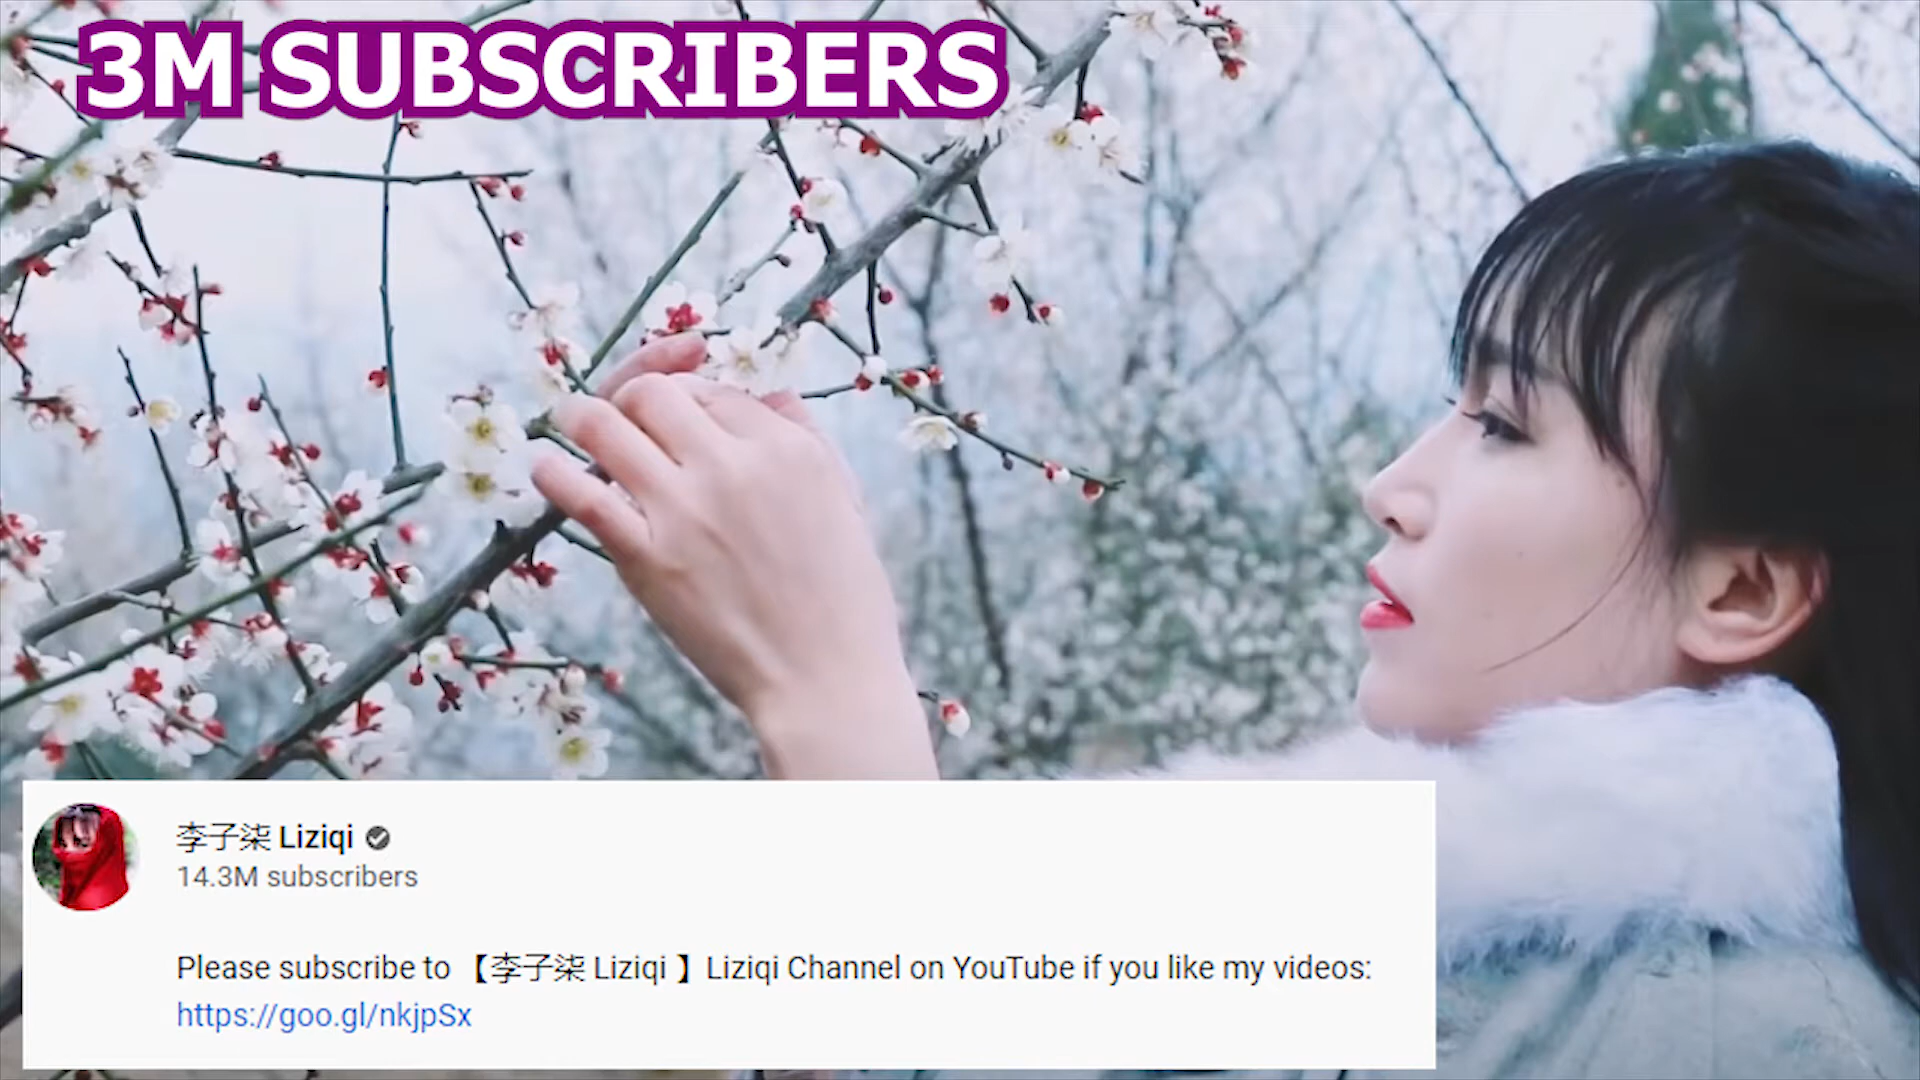 3M SUBSCRIBERS
李子柒 Liziqi
14.3M subscribers
Please subscribe to 【李子柒 Liziqi 】Liziqi Channel on YouTube if you like my videos:
https://goo.gl/nkjpSx